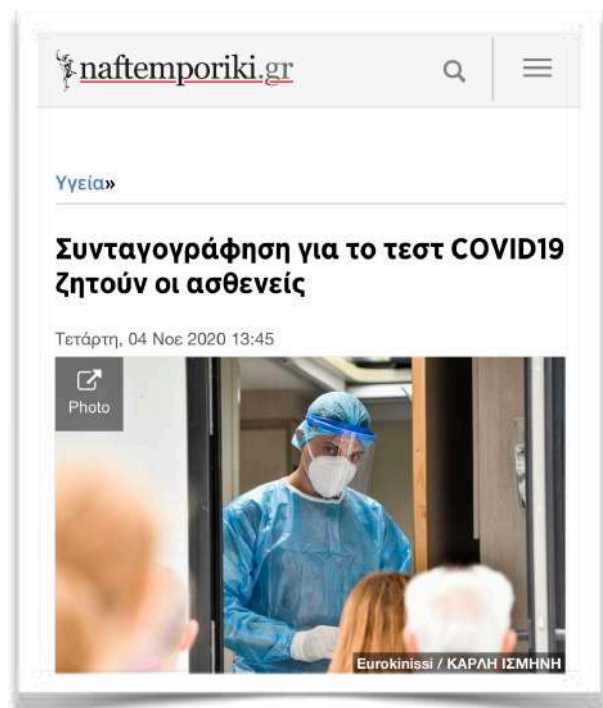 naftemporiki.gr
Υγεία»
Συνταγογράφηση για το τεστ COVID19
ζητούν οι ασθενείς
Τετάρτη, 04 Νοε 2020 13:45
Photo
Eurokinissi / ΚΑΡΛΗ ΙΣΜΗΝΗ